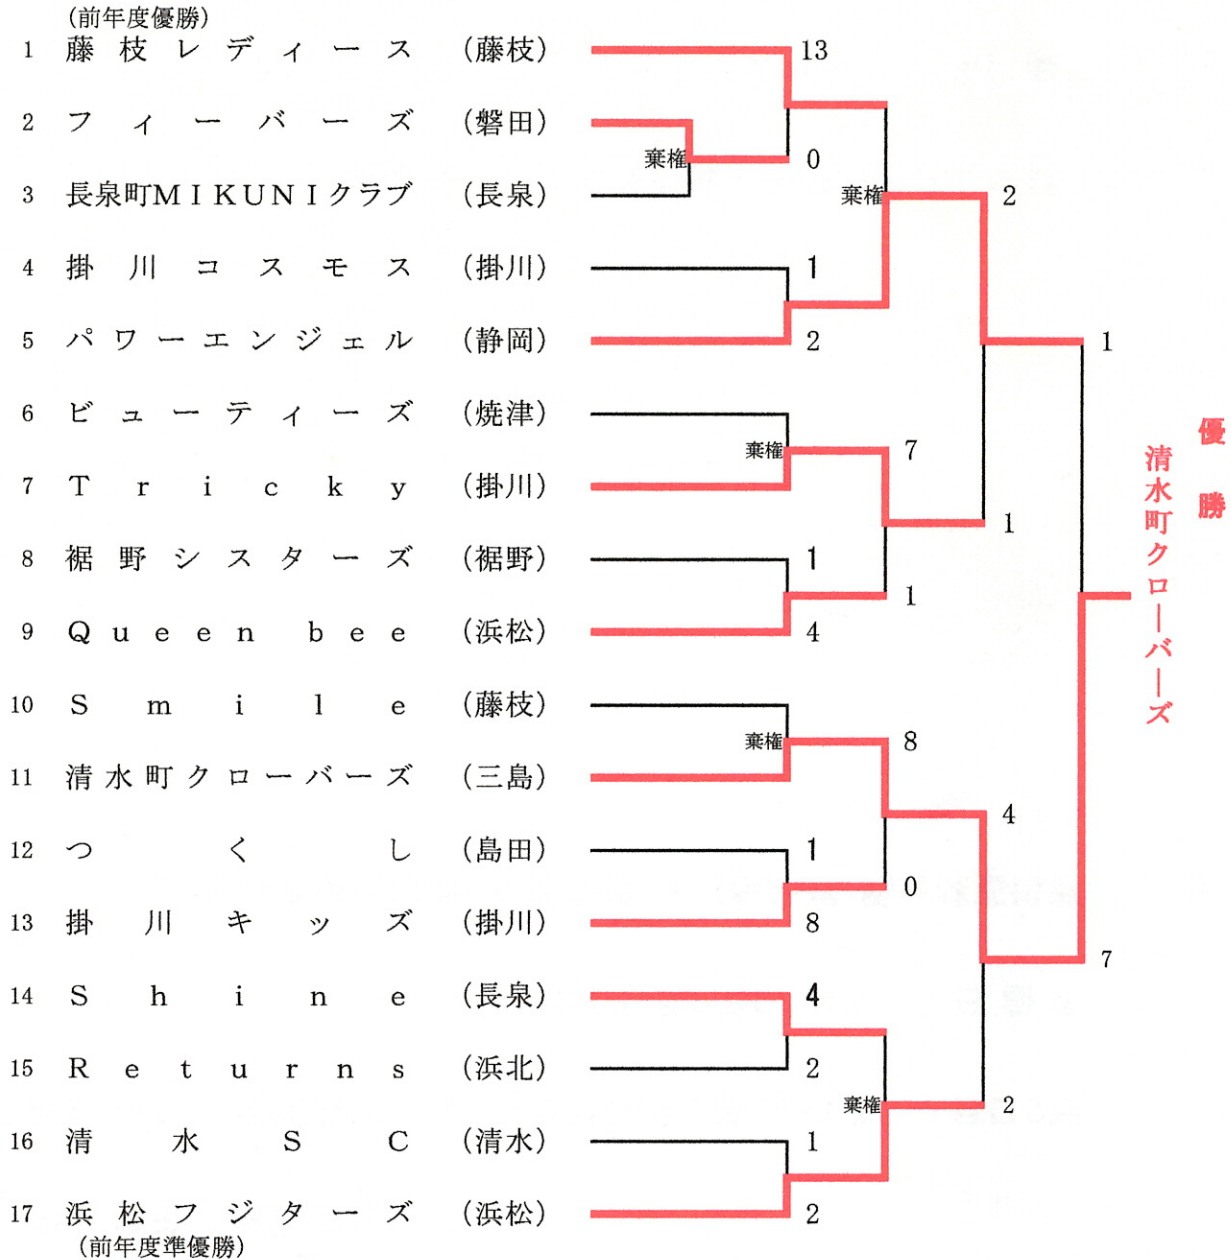 (前年度優勝)
1 藤枝レディース (藤枝) 13
2 フィーバーズ (磐田)
棄権 0
3 長泉町MIKUNIクラブ (長泉) 棄権 2
4 掛川コスモス (掛川) 1
5 パワーエンジェル (静岡) 2 1
6 ビューティーズ (焼津)
棄権 7
7 Tricky (掛川)
1
8 裾野シスターズ (裾野) 1
1
9 Queen bee (浜松) 4
優勝
清水町クローバーズ
10 Smile (藤枝)
棄権 8
11 清水町クローバーズ (三島)
4
12 つくし (島田) 1
0
13 掛川キッズ (掛川) 8
7
14 Shine (長泉) 4
15 Returns (浜北) 2
棄権 2
16 清水SC (清水) 1
17 浜松フジターズ (浜松) 2
(前年度準優勝)